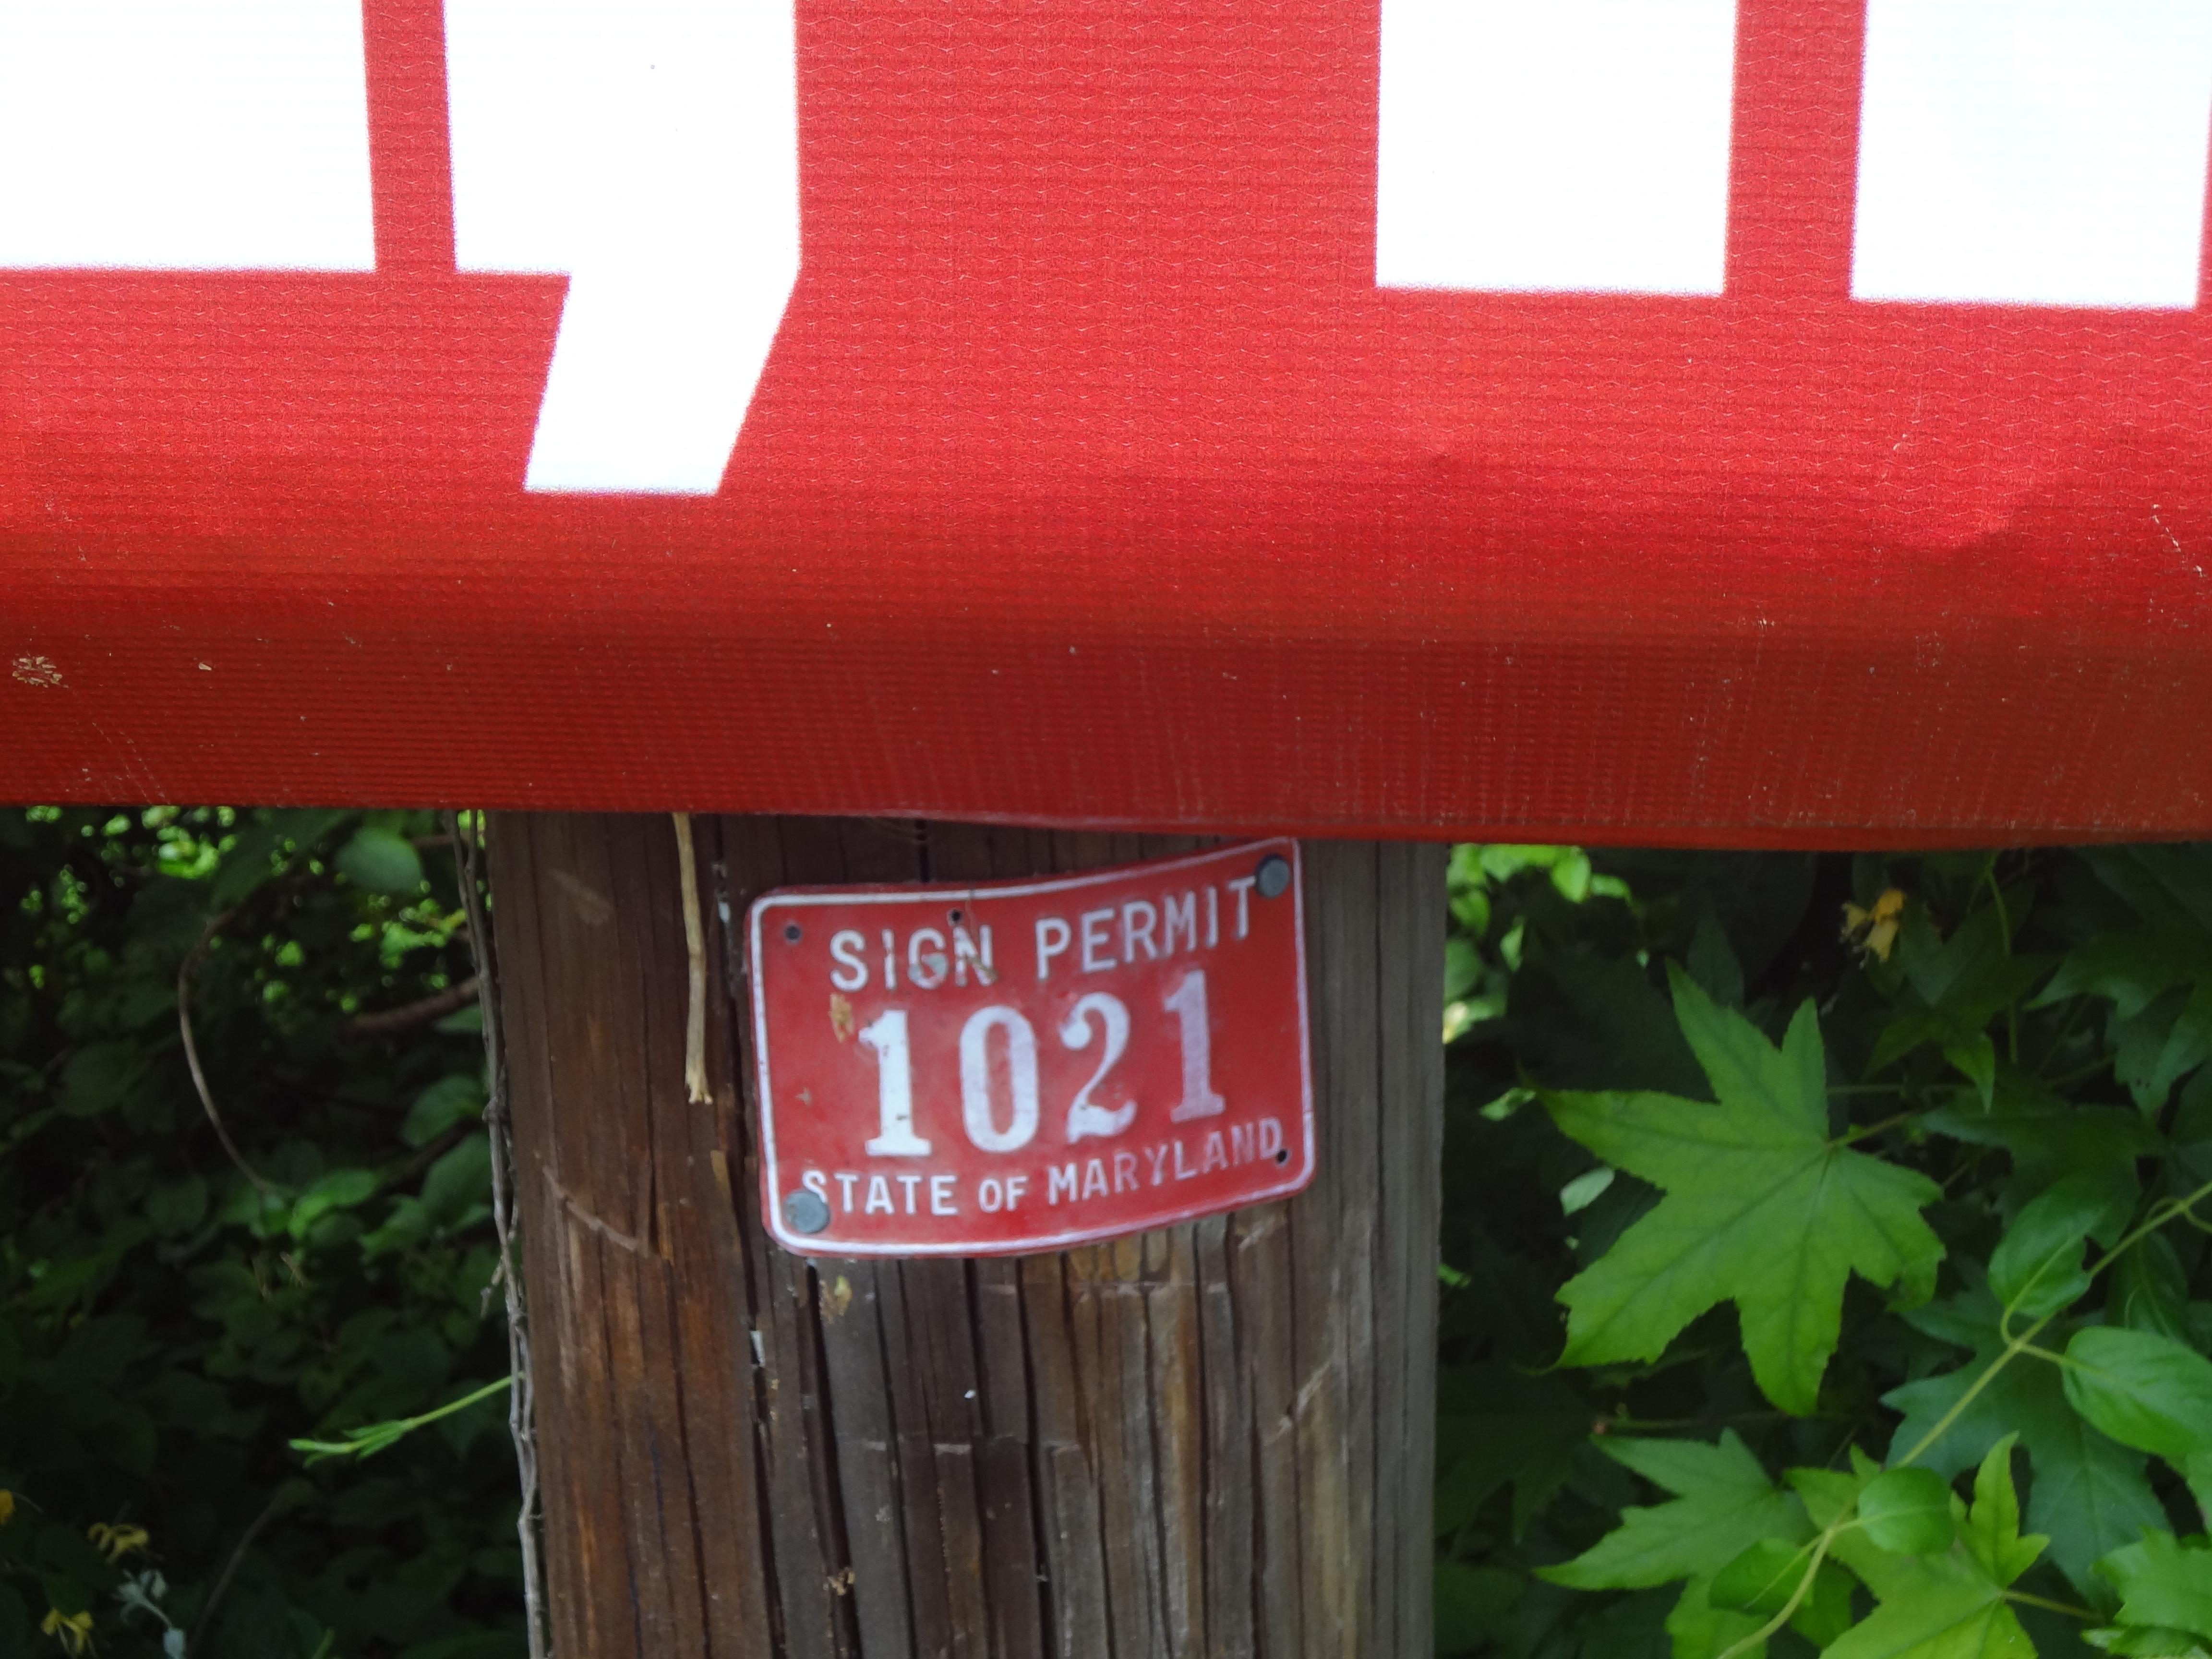 SIGN PERMIT
1021
STATE OF MARYLAND